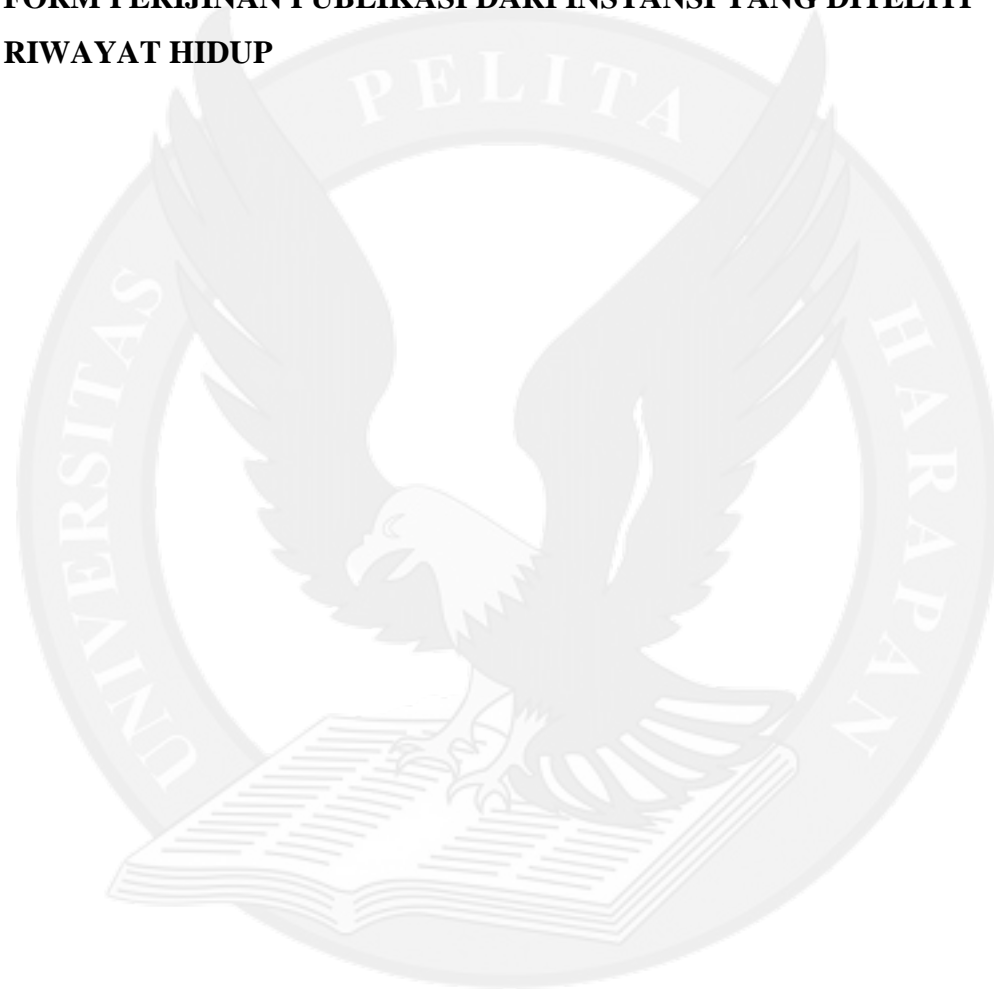 FORM PERIJINAN PUBLIKASI DARI INSTANSI YANG DITELITI
RIWAYAT HIDUP
UNIVERSITAS PELITA HARAPAN